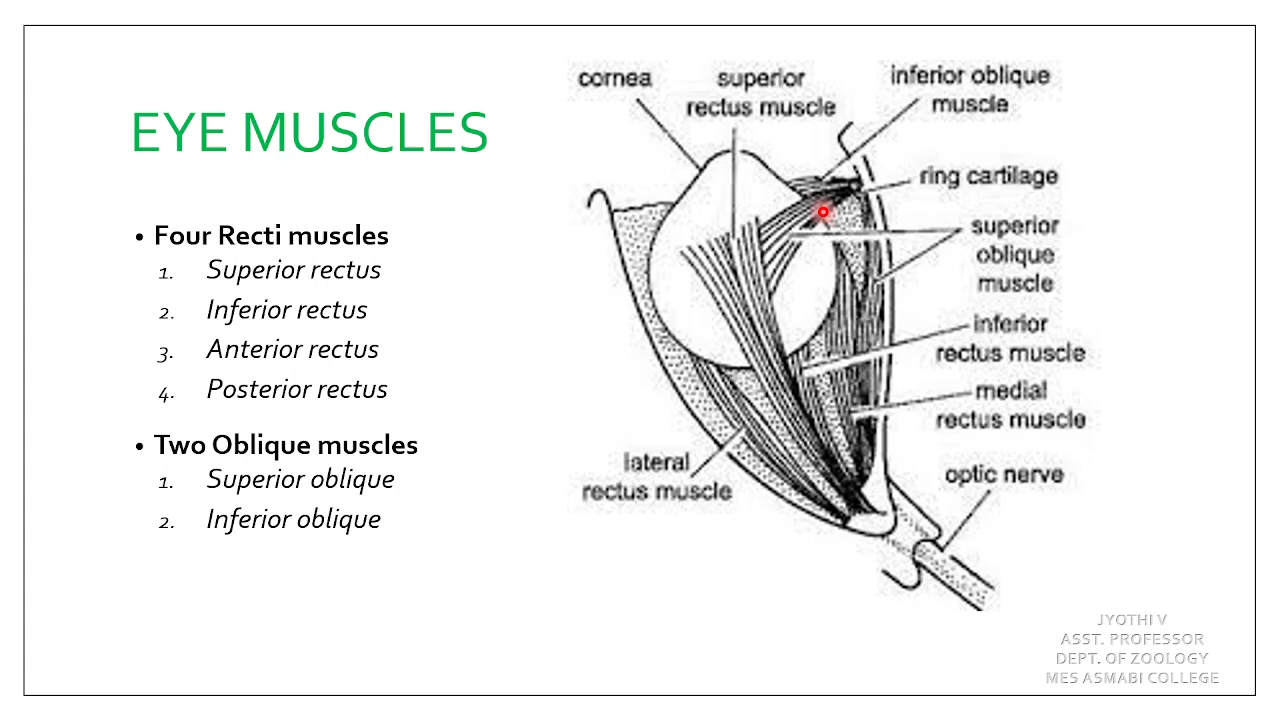 EYE MUSCLES
• Four Recti muscles
1. Superior rectus
2. Inferior rectus
3. Anterior rectus
4. Posterior rectus
• Two Oblique muscles
1. Superior oblique
2. Inferior oblique
cornea
superior
rectus muscle
inferior oblique
muscle
ring cartilage
superior
oblique
muscle
inferior
rectus muscle
medial
rectus muscle
lateral
rectus muscle
optic nerve
JYOTHI V
ASST. PROFESSOR
DEPT. OF ZOOLOGY
MES ASMABI COLLEGE